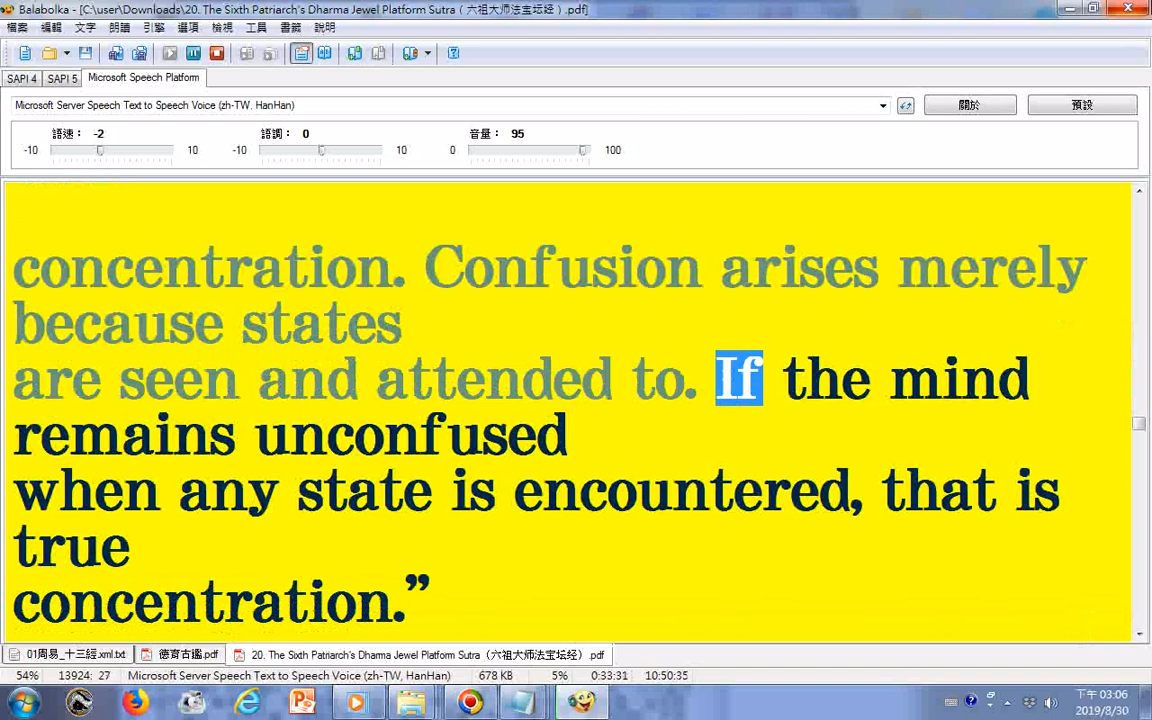 Balabolka - [C:\user\Downloads\20. The Sixth Patriarch's Dharma Jewel Platform Sutra（六祖大师法宝坛经）.pdf]
檔案 編輯 文字 朗讀 引擎 選項 檢視 工具 書籤 說明
SAPI 4 SAPI 5 Microsoft Speech Platform
Microsoft Server Speech Text to Speech Voice (zh-TW, HanHan) 關於 預設
語速： -2 語調： 0 音量： 95
-10 10 -10 10 0 100
concentration. Confusion arises merely
because states
are seen and attended to. If the mind
remains unconfused
when any state is encountered, that is
true
concentration.”
01周易_十三經.xml.txt 德育古鑑.pdf 20. The Sixth Patriarch's Dharma Jewel Platform Sutra（六祖大师法宝坛经）.pdf
54% 13924: 27 Microsoft Server Speech Text to Speech Voice (zh-TW, HanHan) 678 KB 5% 0:33:31 10:50:35
下午 03:06
2019/8/30